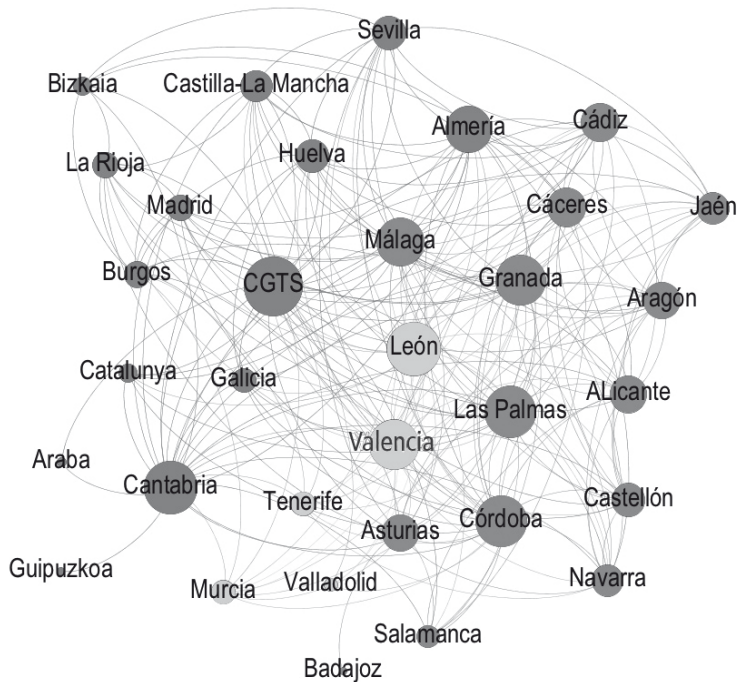 Sevilla
Bizkaia
Castilla-La Mancha
Almería
Cádiz
La Rioja
Huelva
Madrid
Cáceres
Jaén
Málaga
Burgos
CGTS
Granada
Aragón
León
Catalunya
Galicia
ALicante
Las Palmas
Valencia
Araba
Cantabria
Tenerife
Asturias
Córdoba
Castellón
Guipuzkoa
Murcia
Valladolid
Navarra
Salamanca
Badajoz